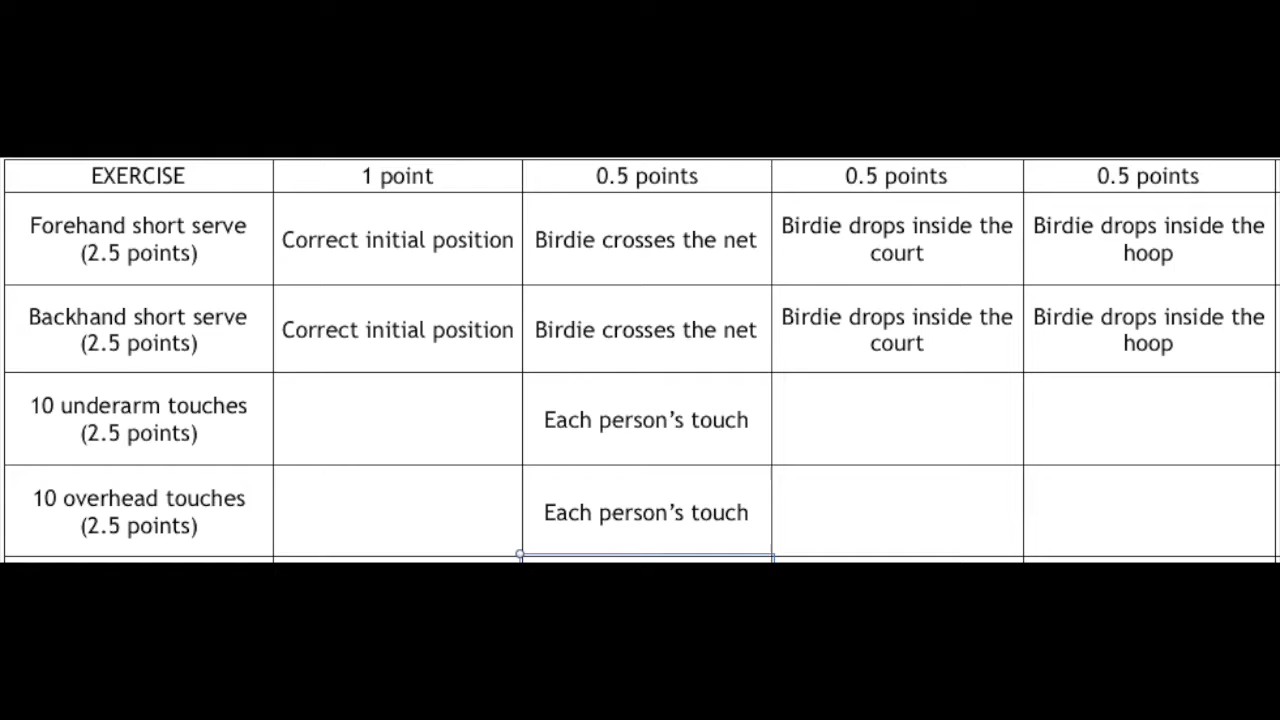 EXERCISE 1 point 0.5 points 0.5 points 0.5 points
Forehand short serve
(2.5 points)
Correct initial position
Birdie crosses the net
Birdie drops inside the
court
Birdie drops inside the
hoop
Backhand short serve
(2.5 points)
Correct initial position
Birdie crosses the net
Birdie drops inside the
court
Birdie drops inside the
hoop
10 underarm touches
(2.5 points)
Each person’s touch
10 overhead touches
(2.5 points)
Each person’s touch